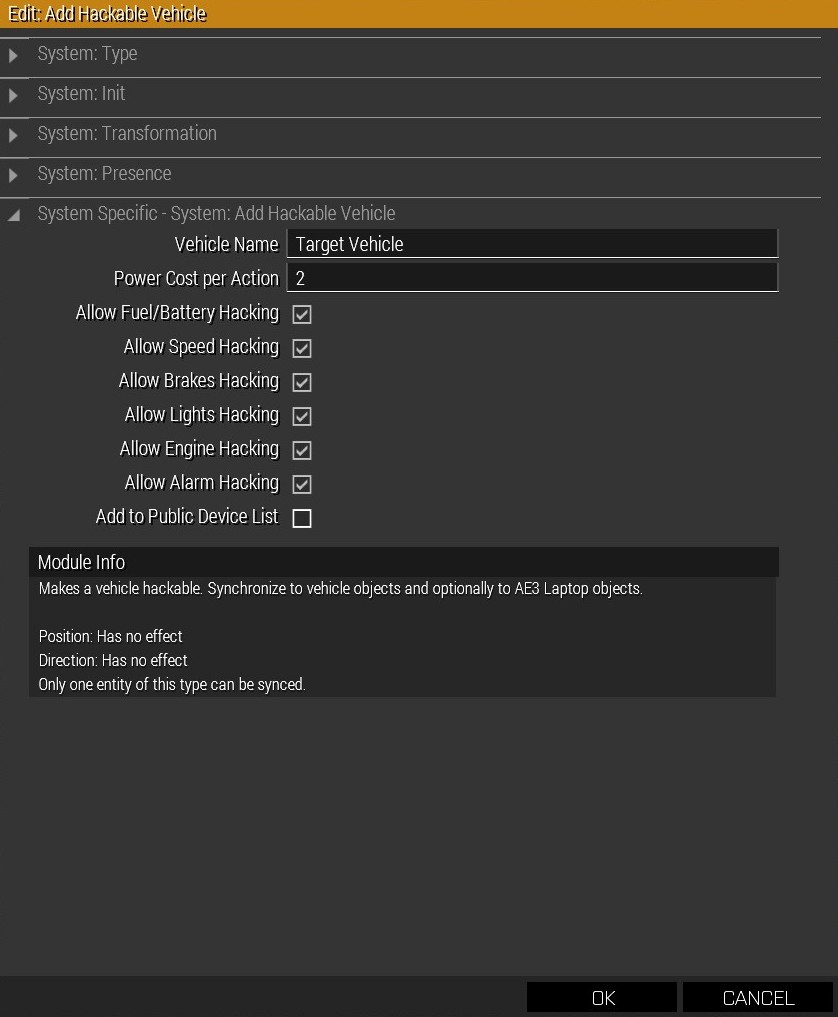 Edit: Add Hackable Vehicle
System: Type
System: Init
System: Transformation
System: Presence
System Specific - System: Add Hackable Vehicle
Vehicle Name Target Vehicle
Power Cost per Action 2
Allow Fuel/Battery Hacking
Allow Speed Hacking
Allow Brakes Hacking
Allow Lights Hacking
Allow Engine Hacking
Allow Alarm Hacking
Add to Public Device List
Module Info
Makes a vehicle hackable. Synchronize to vehicle objects and optionally to AE3 Laptop objects.
Position: Has no effect
Direction: Has no effect
Only one entity of this type can be synced.
OK CANCEL